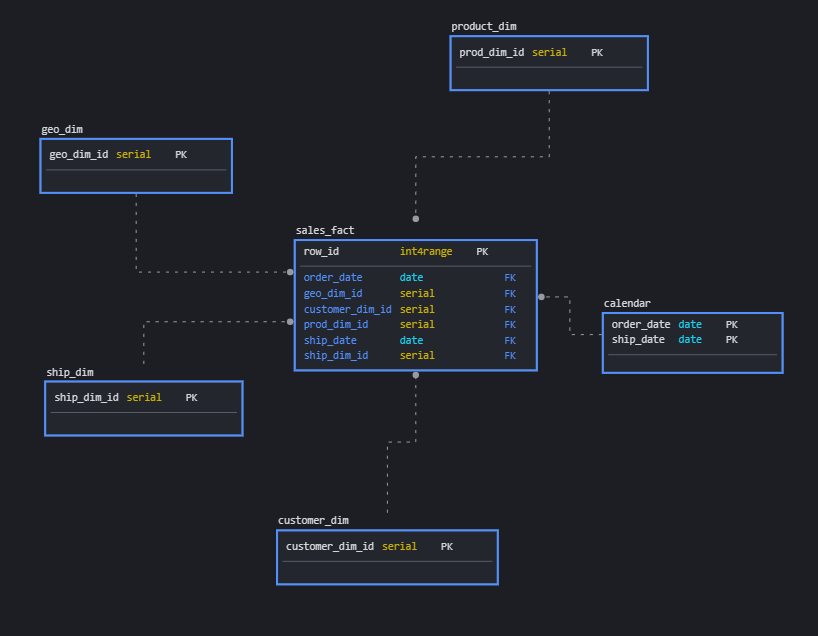 product_dim
prod_dim_id serial PK
geo_dim
geo_dim_id serial PK
sales_fact
row_id int4range PK
order_date date FK
geo_dim_id serial FK
customer_dim_id serial FK
prod_dim_id serial FK
ship_date date FK
ship_dim_id serial FK
calendar
order_date date PK
ship_date date PK
ship_dim
ship_dim_id serial PK
customer_dim
customer_dim_id serial PK